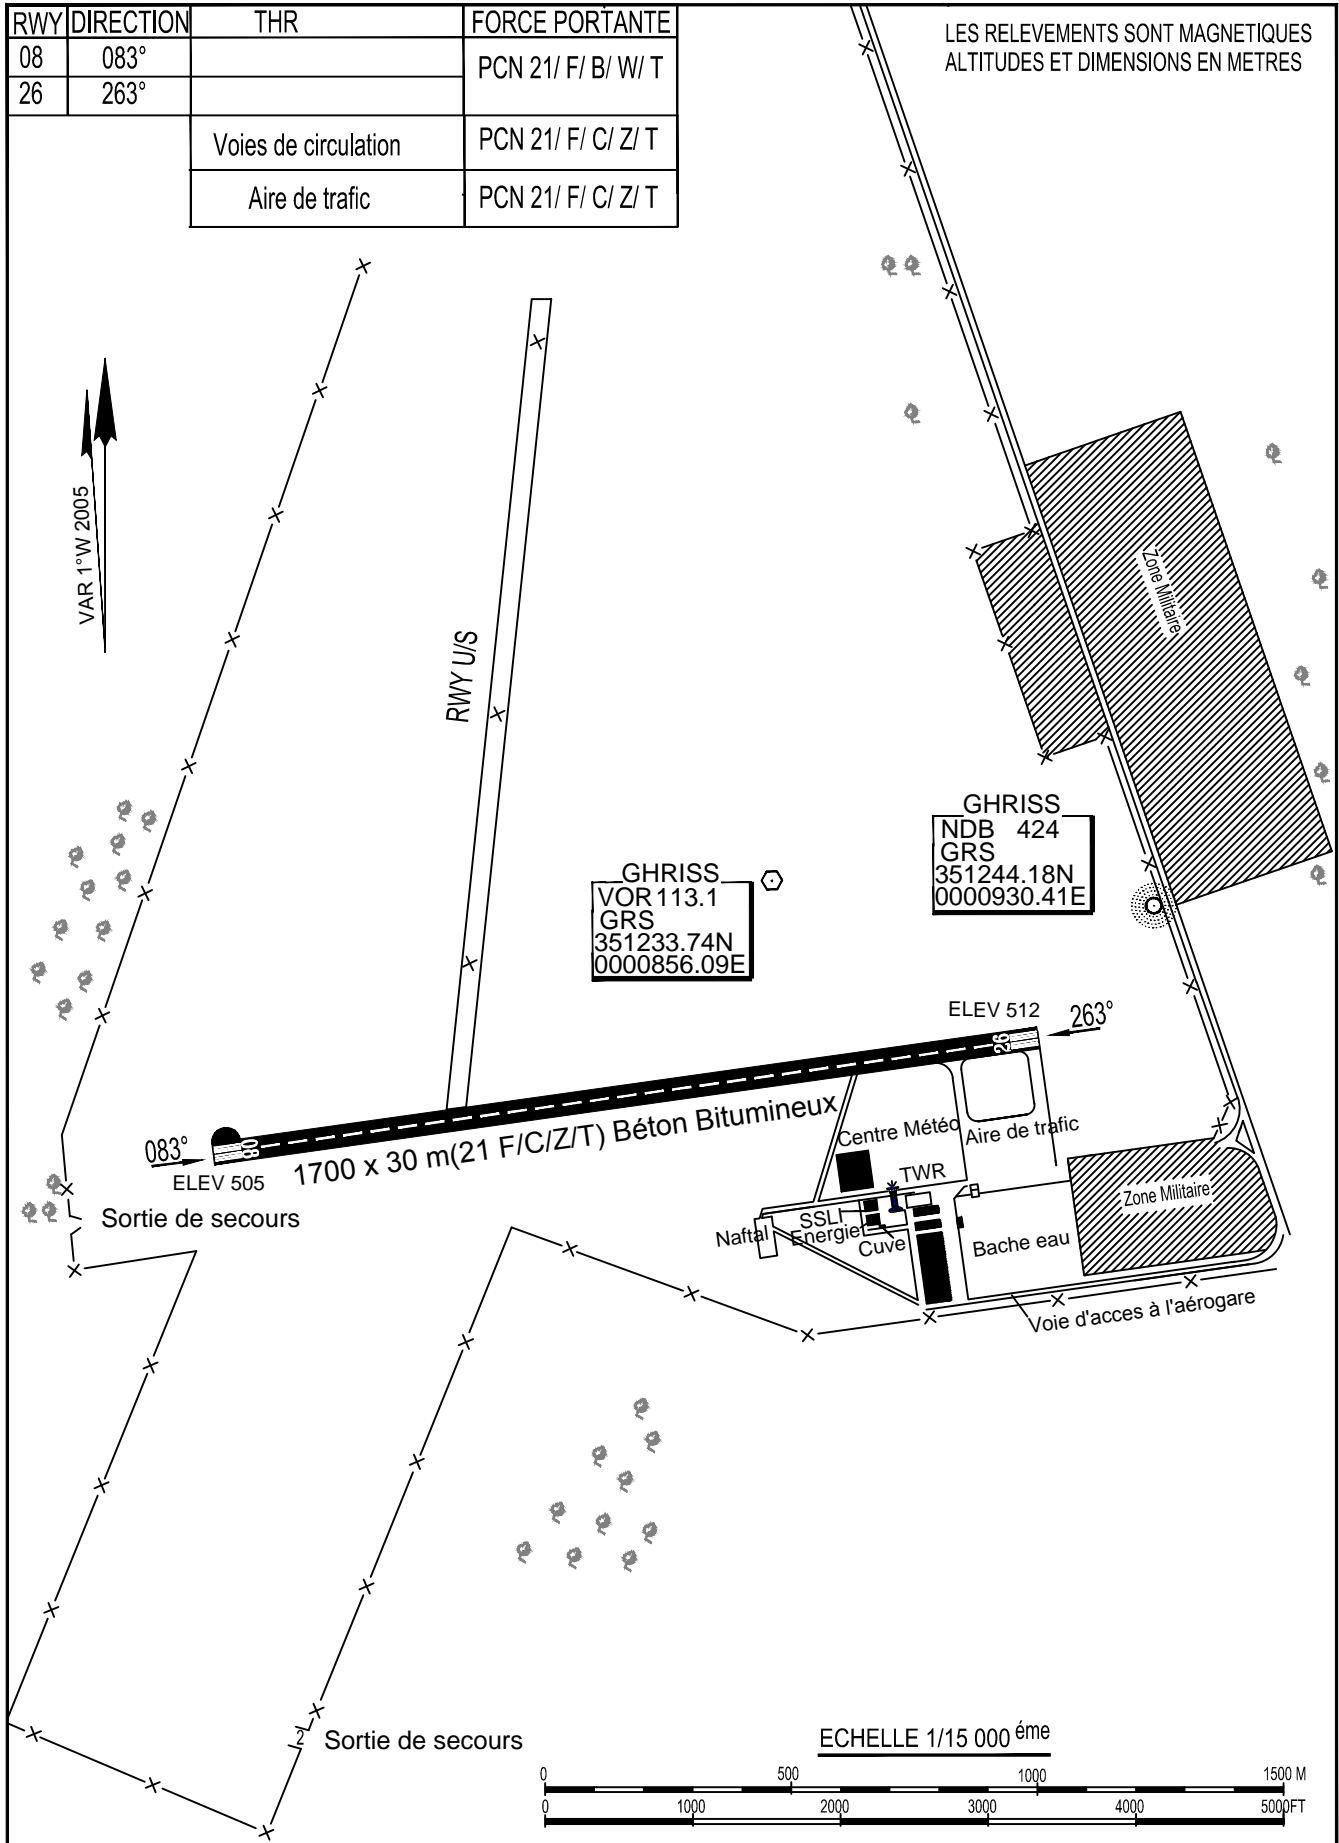 RWY DIRECTION THR FORCE PORTANTE
08 083° PCN 21/ F/ B/ W/ T
26 263°
Voies de circulation PCN 21/ F/ C/ Z/ T
Aire de trafic PCN 21/ F/ C/ Z/ T
LES RELEVEMENTS SONT MAGNETIQUES
ALTITUDES ET DIMENSIONS EN METRES
VAR 1°W 2005
RWY U/S
Zone Militaire
GHRISS
VOR 113.1
GRS
351233.74N
0000856.09E
GHRISS
NDB 424
GRS
351244.18N
0000930.41E
ELEV 512
263°
26
083°
08
ELEV 505
1700 x 30 m(21 F/C/Z/T) Béton Bitumineux
Centre Météo
Aire de trafic
TWR
Zone Militaire
SSLI
Naftal
Energie
Cuve
Bache eau
Voie d'acces à l'aérogare
Sortie de secours
2
Sortie de secours
ECHELLE 1/15 000 éme
0 500 1000 1500 M
0 1000 2000 3000 4000 5000FT